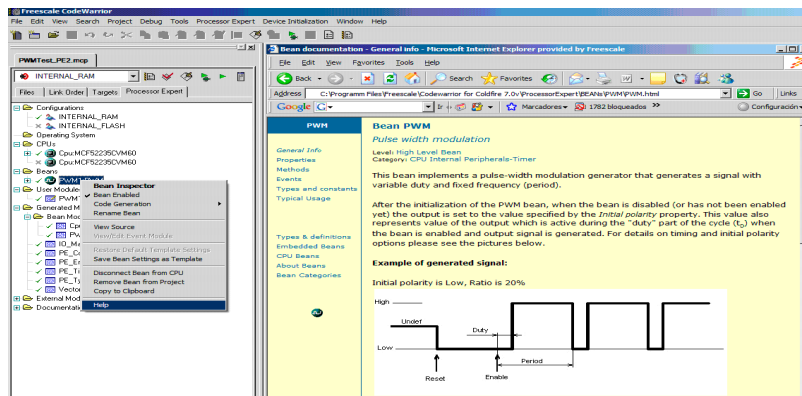 Freescale CodeWarrior
File Edit View Search Project Debug Tools Processor Expert Device Initialization Window Help
PWMTest_PE2.mcp
INTERNAL_RAM
Files Link Order Targets Processor Expert
Configurations
INTERNAL_RAM
INTERNAL_FLASH
Operating System
CPUs
Cpu:MCF52235CVM60
Cpu:MCF52235CVM60
Beans
User Module
PWMT
Generated M
Bean Mod
Cpu
Pw
IO_Ma
PE_Co
PE_Er
PE_Ti
PE_Ty
Vector
External Mod
Documentati
Bean Inspector
Bean Enabled
Code Generation
Rename Bean
View Source
View/Edit Event Module
Restore Default Template Settings
Save Bean Settings as Template
Disconnect Bean from CPU
Remove Bean from Project
Copy to Clipboard
Help
Bean documentation - General info - Microsoft Internet Explorer provided by Freescale
File Edit View Favorites Tools Help
Back Search Favorites
Address C:\Programm Files\Freescale\Codewarrior for Coldfire 7.0v\ProcessorExpert\BEANs\PWM\PWM.html Go Links
Google G Ir Marcadores 1782 bloqueados » Configuración
PWM
General Info
Properties
Methods
Events
Types and constants
Typical Usage
Types & definitions
Embedded Beans
CPU Beans
About Beans
Bean Categories
Bean PWM
Pulse width modulation
Level: High Level Bean
Category: CPU Internal Peripherals-Timer
This bean implements a pulse-width modulation generator that generates a signal with
variable duty and fixed frequency (period).
After the initialization of the PWM bean, when the bean is disabled (or has not been enabled
yet) the output is set to the value specified by the Initial polarity property. This value also
represents value of the output which is active during the "duty" part of the cycle (tD) when
the bean is enabled and output signal is generated. For details on timing and initial polarity
options please see the pictures below.
Example of generated signal:
Initial polarity is Low, Ratio is 20%
High
Undef
Duty
Low
Period
Reset
Enable